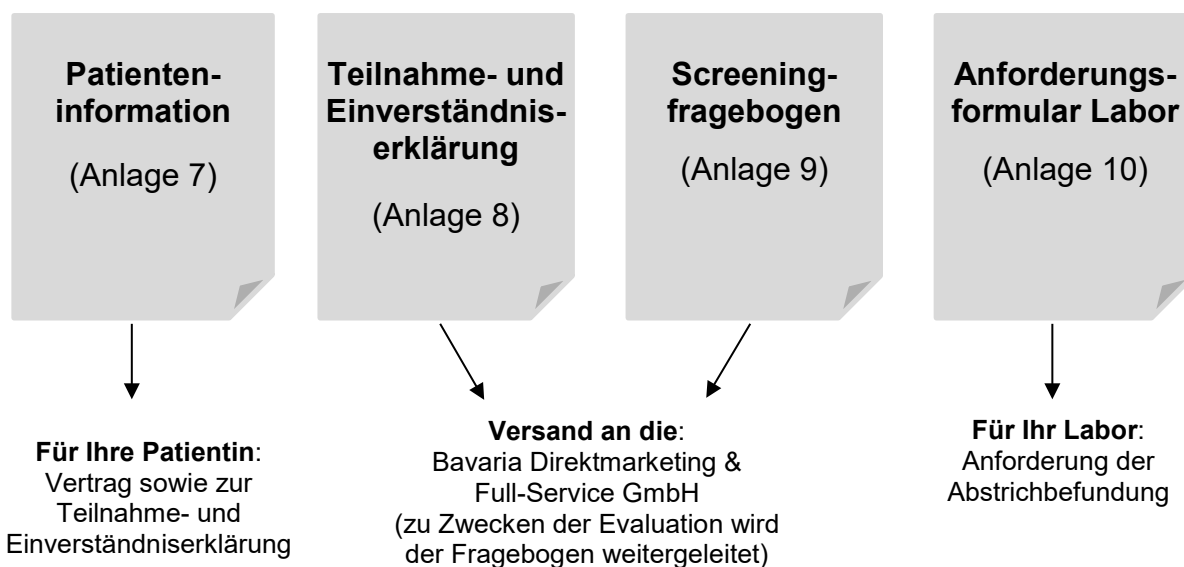 Patienten-
information
(Anlage 7)
Teilnahme- und
Einverständnis-
erklärung
(Anlage 8)
Screening-
fragebogen
(Anlage 9)
Anforderungs-
formular Labor
(Anlage 10)
Für Ihre Patientin:
Vertrag sowie zur
Teilnahme- und
Einverständniserklärung
Versand an die:
Bavaria Direktmarketing &
Full-Service GmbH
(zu Zwecken der Evaluation wird
der Fragebogen weitergeleitet)
Für Ihr Labor:
Anforderung der
Abstrichbefundung